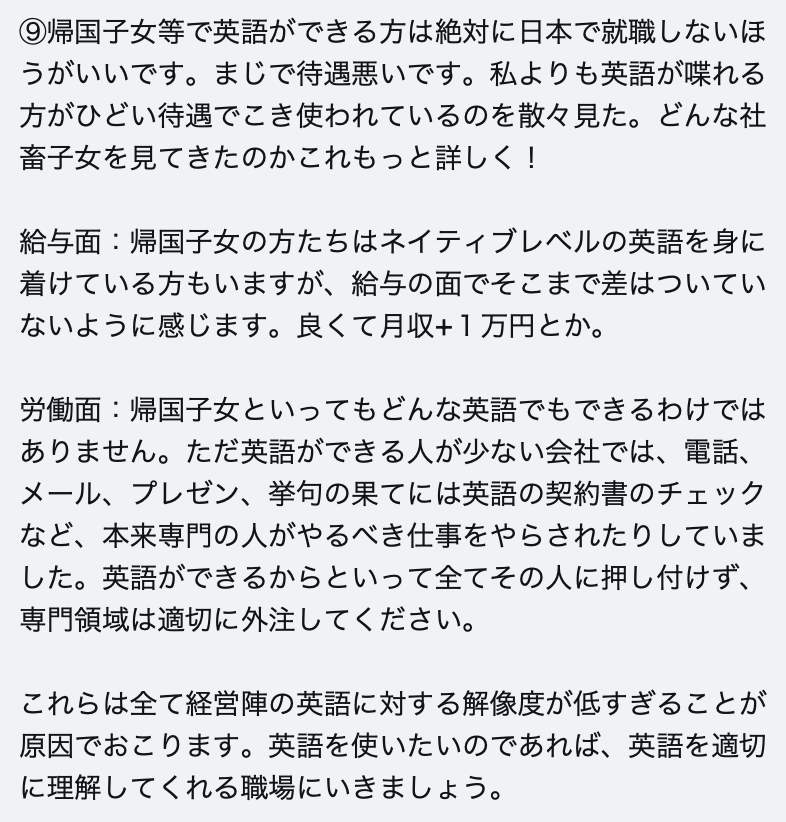 ⑨帰国子女等で英語ができる方は絶対に日本で就職しないほ
うがいいです。まじで待遇悪いです。私よりも英語が喋れる
方がひどい待遇でこき使われているのを散々見た。どんな社
畜子女を見てきたのかこれもっと詳しく！
給与面：帰国子女の方たちはネイティブレベルの英語を身に
着けている方もいますが、給与の面でそこまで差はついてい
ないように感じます。良くて月収+１万円とか。
労働面：帰国子女といってもどんな英語でもできるわけでは
ありません。ただ英語ができる人が少ない会社では、電話、
メール、プレゼン、挙句の果てには英語の契約書のチェック
など、本来専門の人がやるべき仕事をやらされたりしていま
した。英語ができるからといって全てその人に押し付けず、
専門領域は適切に外注してください。
これらは全て経営陣の英語に対する解像度が低すぎることが
原因でおこります。英語を使いたいのであれば、英語を適切
に理解してくれる職場にいきましょう。